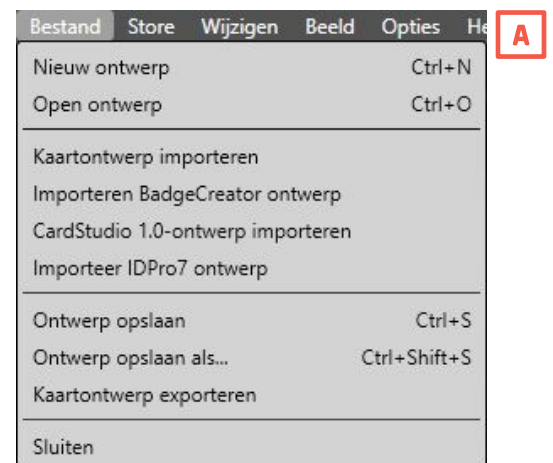 Bestand Store Wijzigen Beeld Opties
A
Nieuw ontwerp Ctrl+N
Open ontwerp Ctrl+O
Kaartontwerp importeren
Importeren BadgeCreator ontwerp
CardStudio 1.0-ontwerp importeren
Importeer IDPro7 ontwerp
Ontwerp opslaan Ctrl+S
Ontwerp opslaan als... Ctrl+Shift+S
Kaartontwerp exporteren
Sluiten